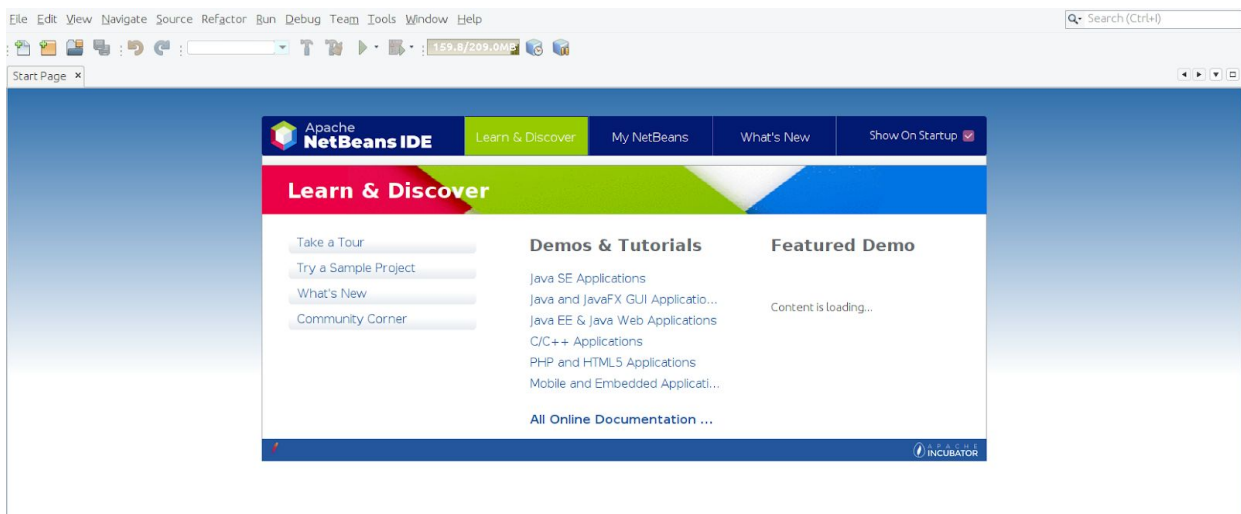 File Edit View Navigate Source Refactor Run Debug Team Tools Window Help
Search (Ctrl+I)
159.8/209.0MB
Start Page
Apache
NetBeans IDE
Learn & Discover
My NetBeans
What's New
Show On Startup
Learn & Discover
Take a Tour
Try a Sample Project
What's New
Community Corner
Demos & Tutorials
Java SE Applications
Java and JavaFX GUI Applicatio...
Java EE & Java Web Applications
C/C++ Applications
PHP and HTML5 Applications
Mobile and Embedded Applicati...
All Online Documentation ...
Featured Demo
Content is loading...
APACHE
INCUBATOR